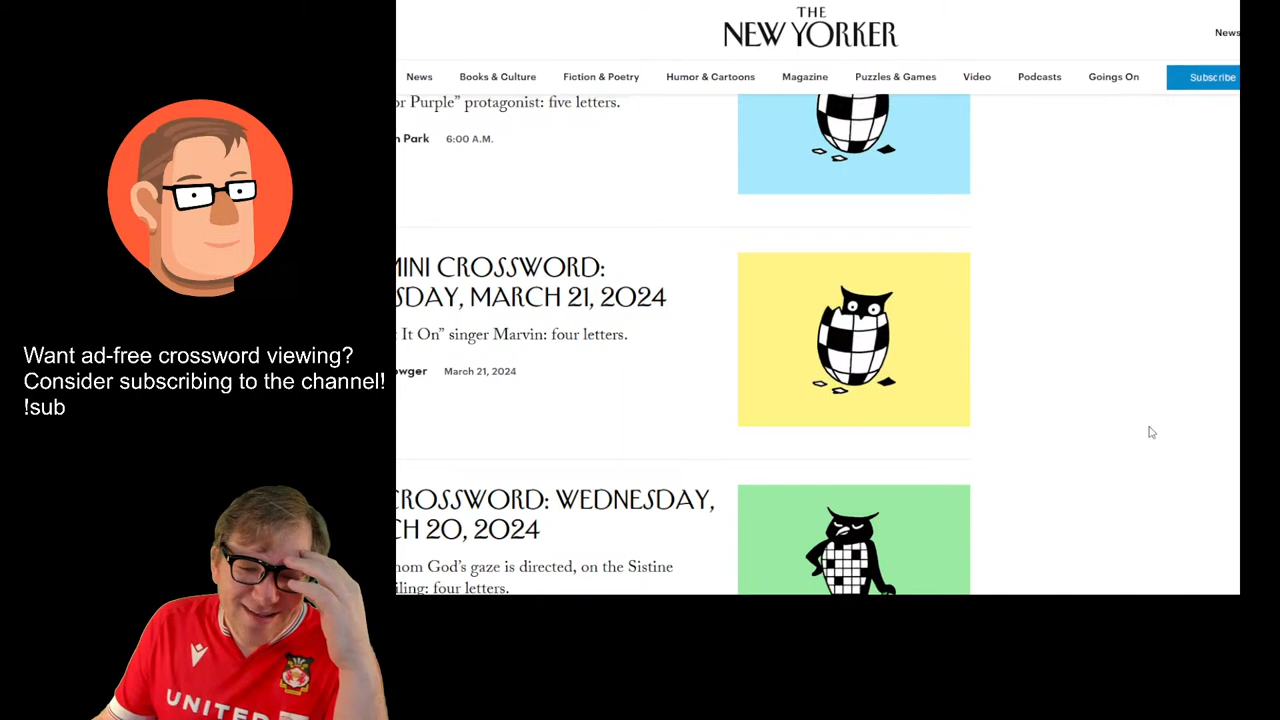 THE
NEW YORKER
News
News
Books & Culture
Fiction & Poetry
Humor & Cartoons
Magazine
Puzzles & Games
Video
Podcasts
Goings On
Subscribe
or Purple” protagonist: five letters.
n Park
6:00 A.M.
MINI CROSSWORD:
SDAY, MARCH 21, 2024
It On” singer Marvin: four letters.
owger
March 21, 2024
CROSSWORD: WEDNESDAY,
CH 20, 2024
hom God’s gaze is directed, on the Sistine
iling: four letters.
Want ad-free crossword viewing?
Consider subscribing to the channel!
!sub
UNITED